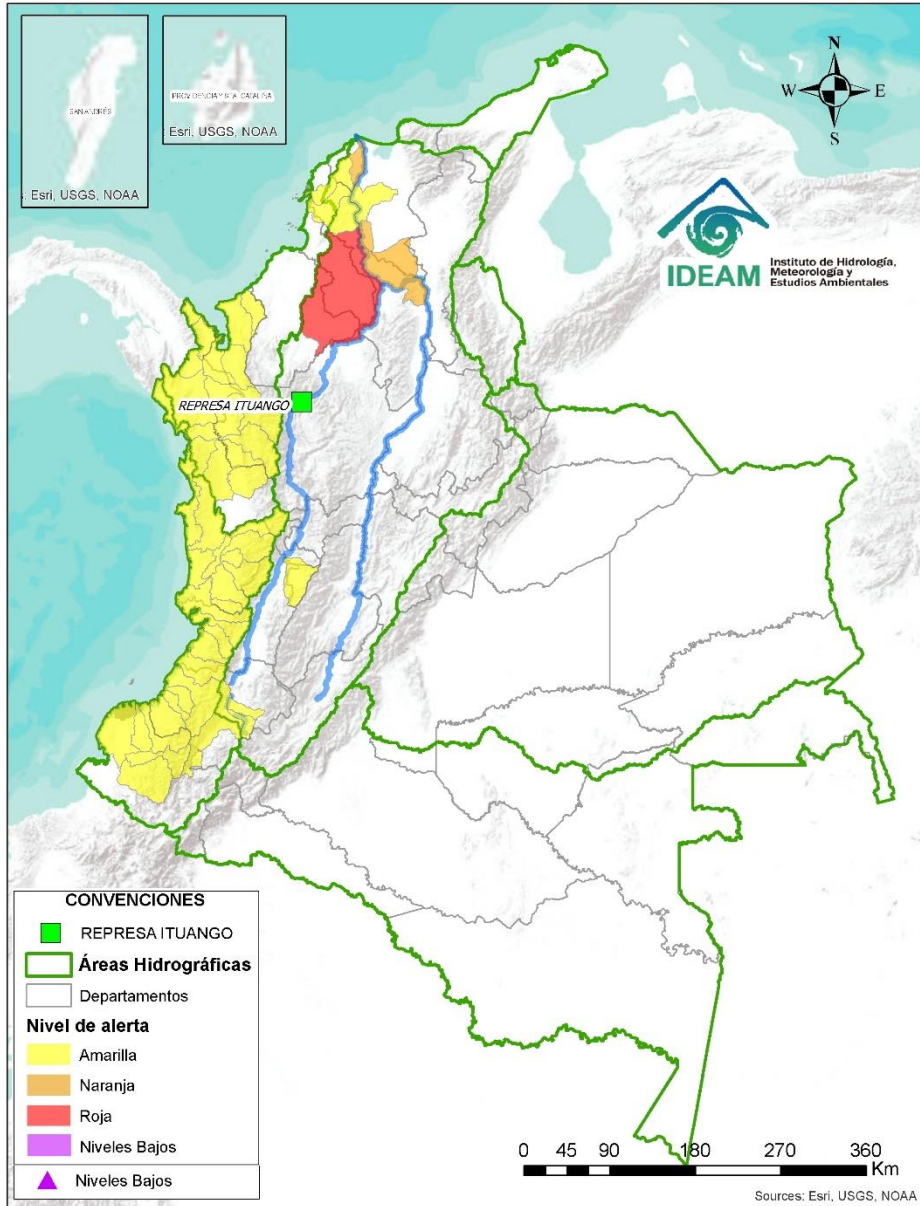 SAN ANDRÉS
: Esri, USGS, NOAA
PROVIDENCIA Y STA. CATALINA
: Esri, USGS, NOAA
N
W
E
S
IDEAM
Instituto de Hidrología,
Meteorología y
Estudios Ambientales
REPRESA ITUANGO
CONVENCIONES
REPRESA ITUANGO
Áreas Hidrográficas
Departamentos
Nivel de alerta
Amarilla
Naranja
Roja
Niveles Bajos
Niveles Bajos
0 45 90 180 270 360
Km
Sources: Esri, USGS, NOAA